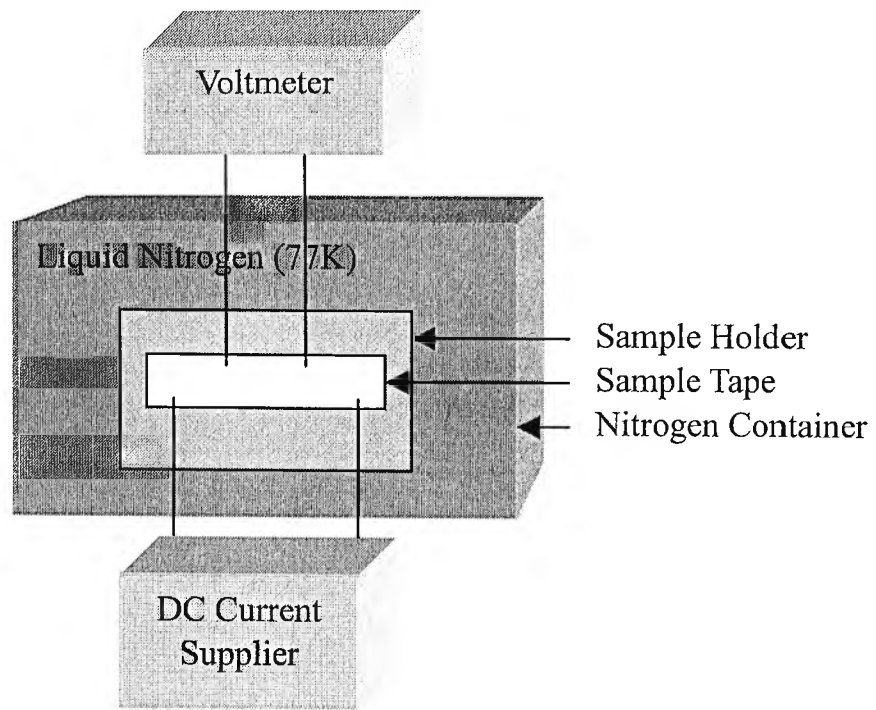 Voltmeter
Liquid Nitrogen (77K)
Sample Holder
Sample Tape
Nitrogen Container
DC Current
Supplier